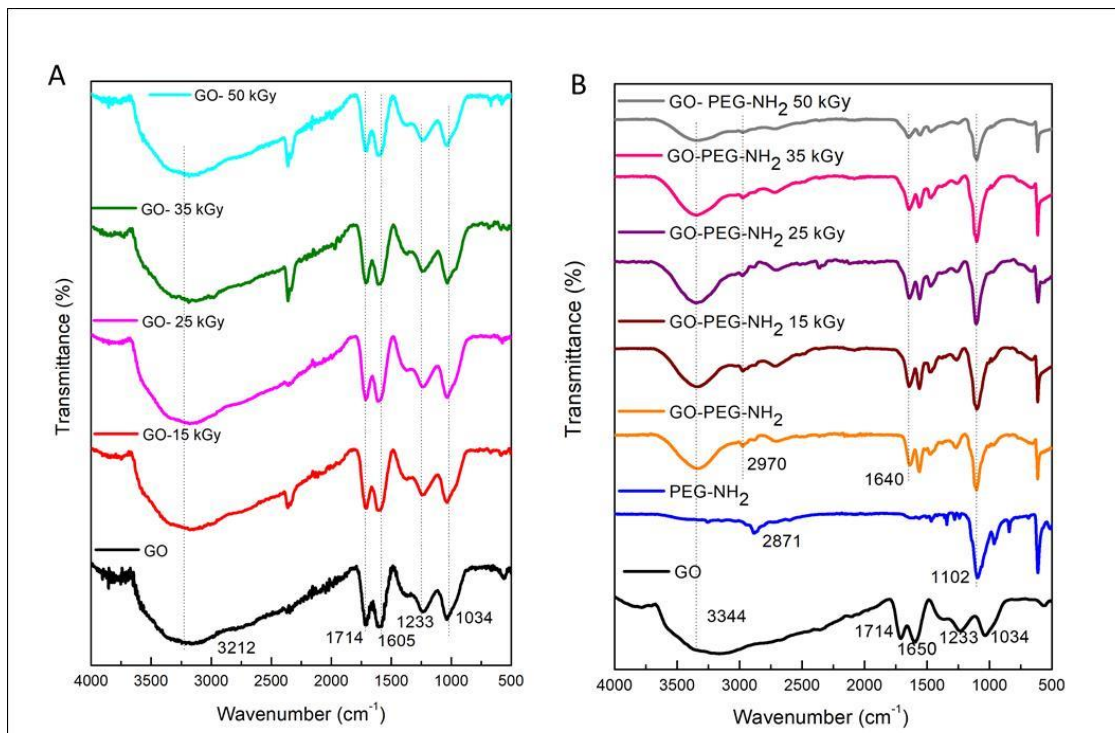 A
GO- 50 kGy
GO- 35 kGy
GO- 25 kGy
GO-15 kGy
GO
3212
1714
1605
1233
1034
Transmittance (%)
4000 3500 3000 2500 2000 1500 1000 500
Wavenumber (cm⁻¹)
B
GO- PEG-NH₂ 50 kGy
GO-PEG-NH₂ 35 kGy
GO-PEG-NH₂ 25 kGy
GO-PEG-NH₂ 15 kGy
GO-PEG-NH₂
2970
1640
PEG-NH₂
2871
1102
GO
3344
1714
1650
1233
1034
Transmittance (%)
4000 3500 3000 2500 2000 1500 1000 500
Wavenumber (cm⁻¹)